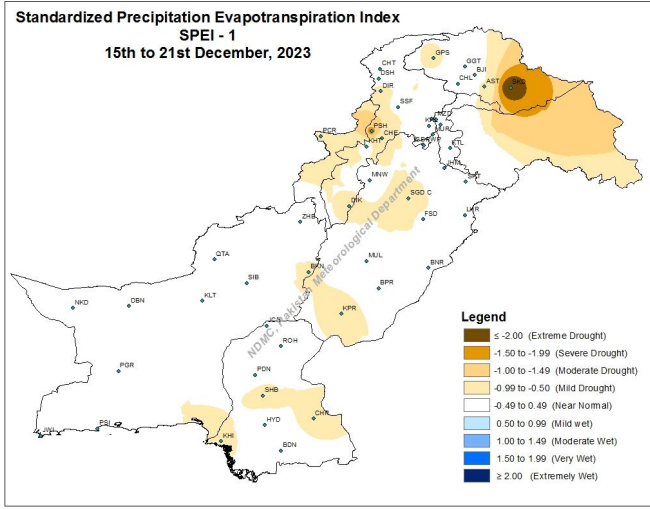 Standardized Precipitation Evapotranspiration Index
SPEI - 1
15th to 21st December, 2023
GPS
CHT
GGT
DSH
BJI
CHL
AST
DIR
SSF
MZD
PSH
MUR
PCR
CHE
KHT
KTL
JHM
MNW
SGD C
DIK
FSD
LHR
ZHB
QTA
MUL
BNR
BKN
SIB
BPR
KLT
NKD
DBN
KPR
ROH
PGR
PDN
SHB
CHR
HYD
JWI
PSI
KHI
BDN
NDMC, Pakistan Meteorological Department
Legend
≤ -2.00 (Extreme Drought)
-1.50 to -1.99 (Severe Drought)
-1.00 to -1.49 (Moderate Drought)
-0.99 to -0.50 (Mild Drought)
-0.49 to 0.49 (Near Normal)
0.50 to 0.99 (Mild wet)
1.00 to 1.49 (Moderate Wet)
1.50 to 1.99 (Very Wet)
≥ 2.00 (Extremely Wet)